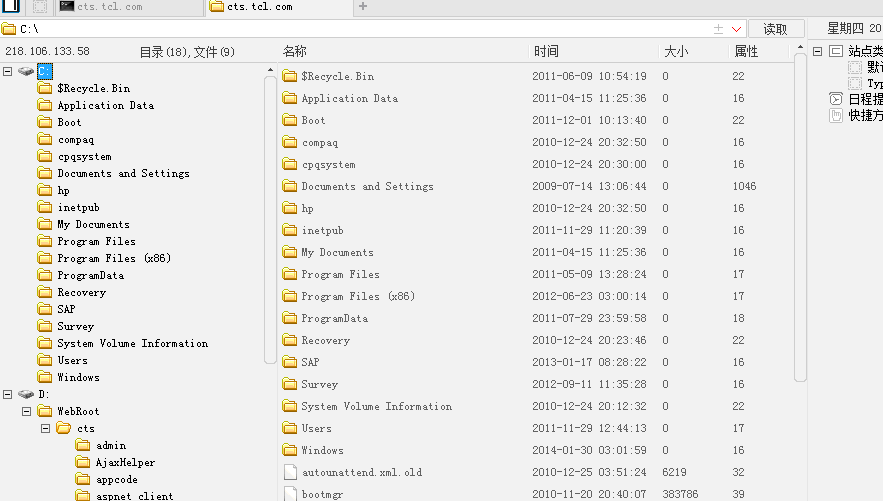 cts.tcl.com cts.tcl.com +
C:\ 读取 星期四 20
218.106.133.58 目录(18),文件(9) 名称 时间 大小 属性
C:
$Recycle.Bin
Application Data
Boot
compaq
cpqsystem
Documents and Settings
hp
inetpub
My Documents
Program Files
Program Files (x86)
ProgramData
Recovery
SAP
Survey
System Volume Information
Users
Windows
D:
WebRoot
cts
admin
AjaxHelper
appcode
aspnet_client
$Recycle.Bin 2011-06-09 10:54:19 0 22
Application Data 2011-04-15 11:25:36 0 16
Boot 2011-12-01 10:13:40 0 22
compaq 2010-12-24 20:32:50 0 16
cpqsystem 2010-12-24 20:30:00 0 16
Documents and Settings 2009-07-14 13:06:44 0 1046
hp 2010-12-24 20:32:50 0 16
inetpub 2011-11-29 11:20:39 0 16
My Documents 2011-04-15 11:25:36 0 16
Program Files 2011-05-09 13:28:24 0 17
Program Files (x86) 2012-06-23 03:00:14 0 17
ProgramData 2011-07-29 23:59:58 0 18
Recovery 2010-12-24 20:23:46 0 22
SAP 2013-01-17 08:28:22 0 16
Survey 2012-09-11 11:35:28 0 16
System Volume Information 2010-12-24 20:12:32 0 22
Users 2011-11-29 12:44:13 0 17
Windows 2014-01-30 03:01:59 0 16
autounattend.xml.old 2010-12-25 03:51:24 6219 32
bootmgr 2010-11-20 20:40:07 383786 39
站点类
默认
Typ
日程提
快捷方